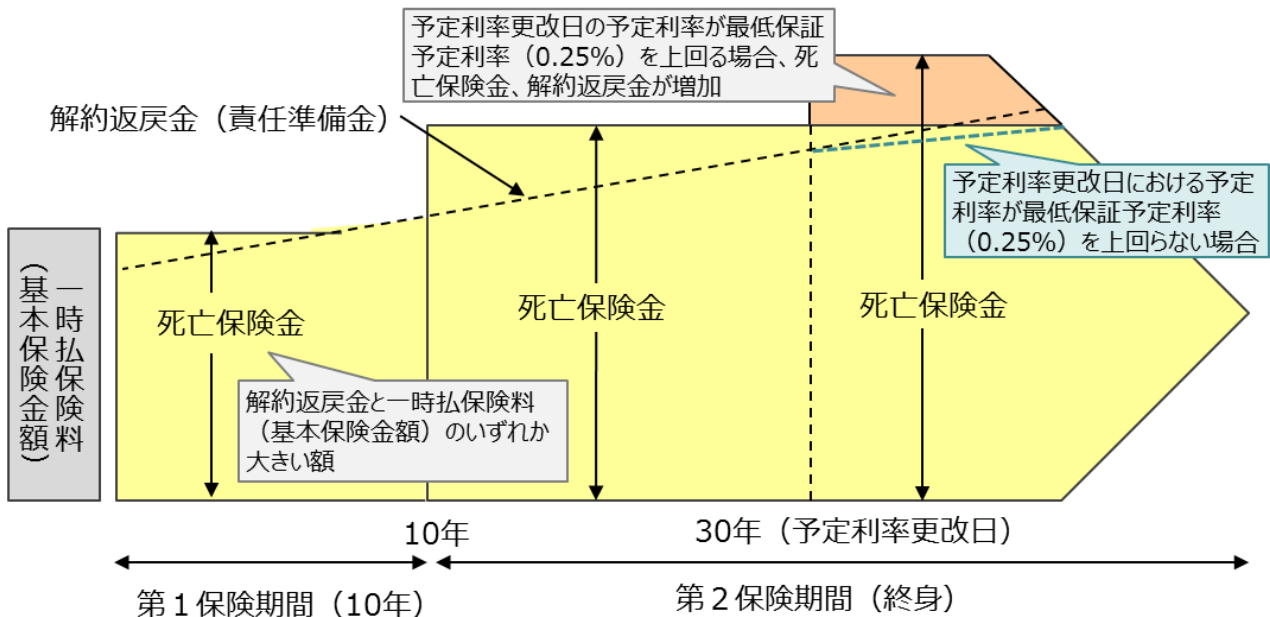 予定利率更改日の予定利率が最低保証
予定利率（0.25%）を上回る場合、死
亡保険金、解約返戻金が増加
解約返戻金（責任準備金）
予定利率更改日における予定
利率が最低保証予定利率
（0.25%）を上回らない場合
一時払保険料
（基本保険金額）
死亡保険金
死亡保険金
死亡保険金
解約返戻金と一時払保険料
（基本保険金額）のいずれか
大きい額
10年
30年（予定利率更改日）
第１保険期間（10年）
第２保険期間（終身）